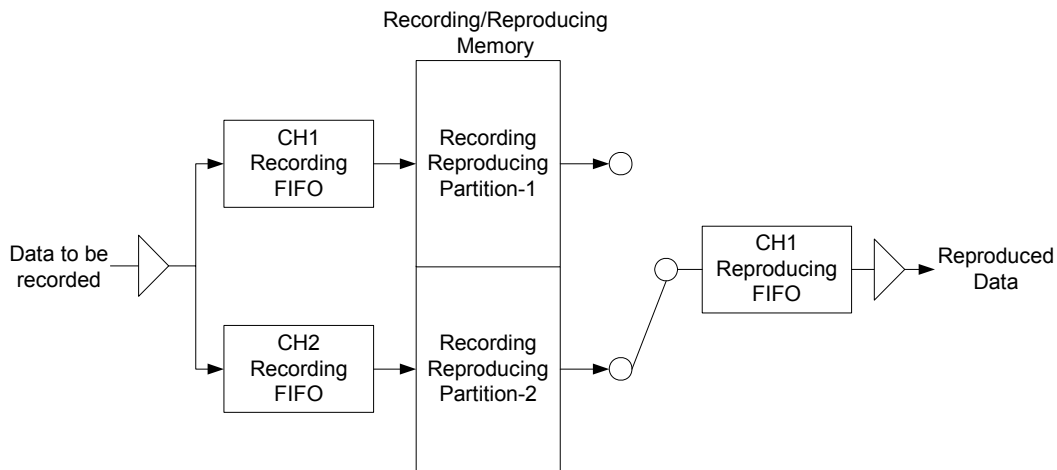 Recording/Reproducing
Memory
CH1
Recording
FIFO
Recording
Reproducing
Partition-1
Data to be
recorded
CH1
Reproducing
FIFO
Reproduced
Data
CH2
Recording
FIFO
Recording
Reproducing
Partition-2